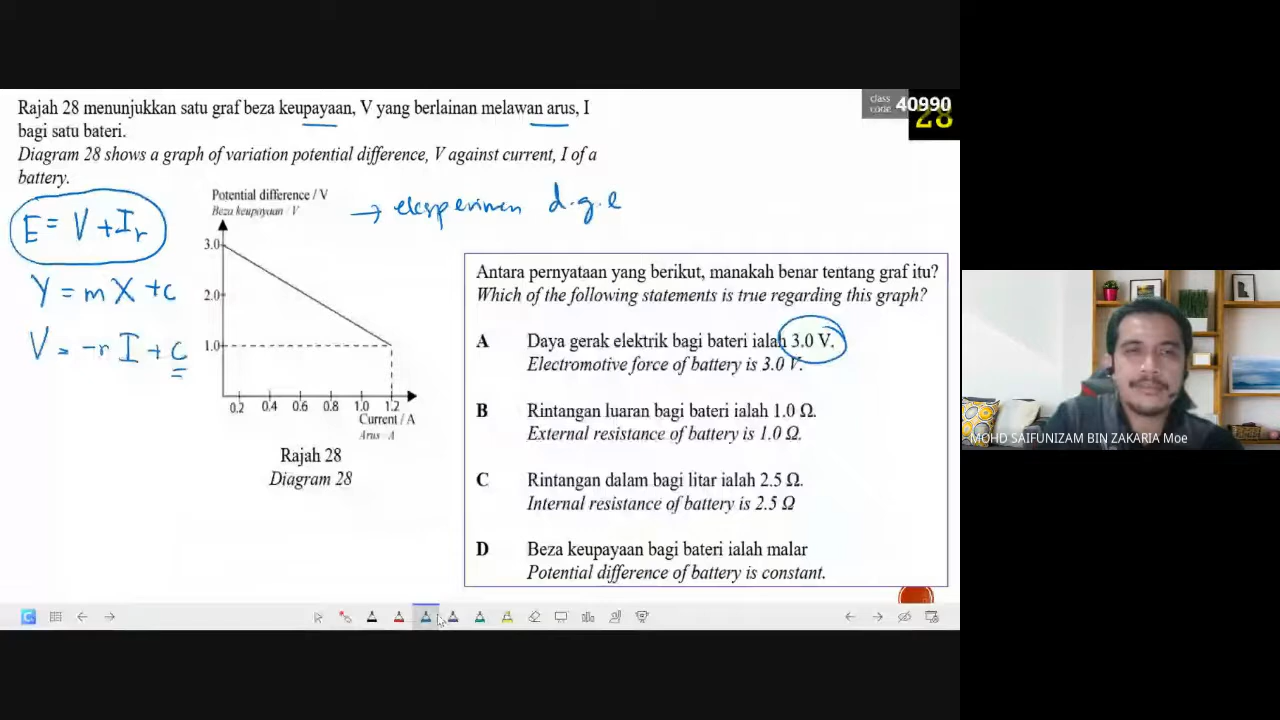 Rajah 28 menunjukkan satu graf beza keupayaan, V yang berlainan melawan arus, I
bagi satu bateri.
Diagram 28 shows a graph of variation potential difference, V against current, I of a
battery.
class code 40990
28
E = V + Ir
Y = m X + c
V = -r I + c
Potential difference / V
Beza keupayaan / V
→ eksperimen d.g.e
3.0
2.0
1.0
0.2 0.4 0.6 0.8 1.0 1.2
Current / A
Arus A
Rajah 28
Diagram 28
Antara pernyataan yang berikut, manakah benar tentang graf itu?
Which of the following statements is true regarding this graph?
A Daya gerak elektrik bagi bateri ialah 3.0 V.
Electromotive force of battery is 3.0 V.
B Rintangan luaran bagi bateri ialah 1.0 Ω.
External resistance of battery is 1.0 Ω.
C Rintangan dalam bagi litar ialah 2.5 Ω.
Internal resistance of battery is 2.5 Ω
D Beza keupayaan bagi bateri ialah malar
Potential difference of battery is constant.
MOHD SAIFUNIZAM BIN ZAKARIA Moe